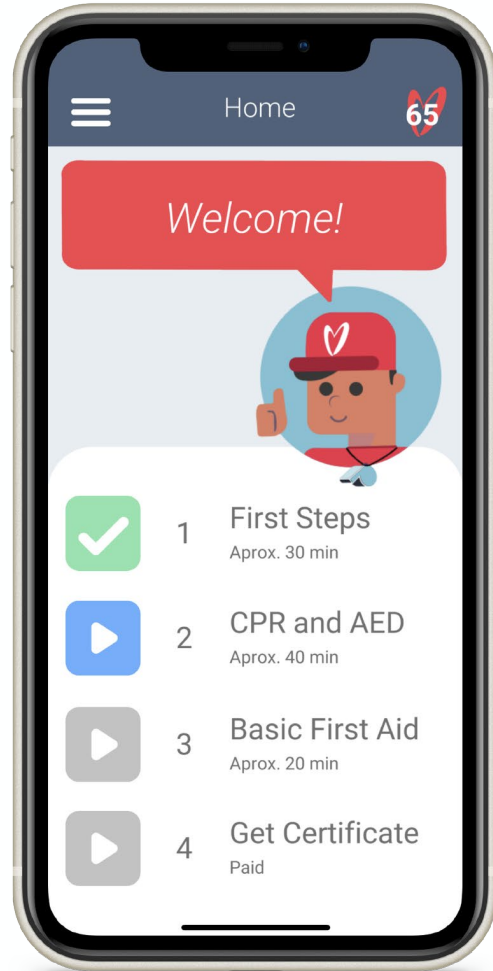 Home
65
Welcome!
1
First Steps
Aprox. 30 min
2
CPR and AED
Aprox. 40 min
3
Basic First Aid
Aprox. 20 min
4
Get Certificate
Paid